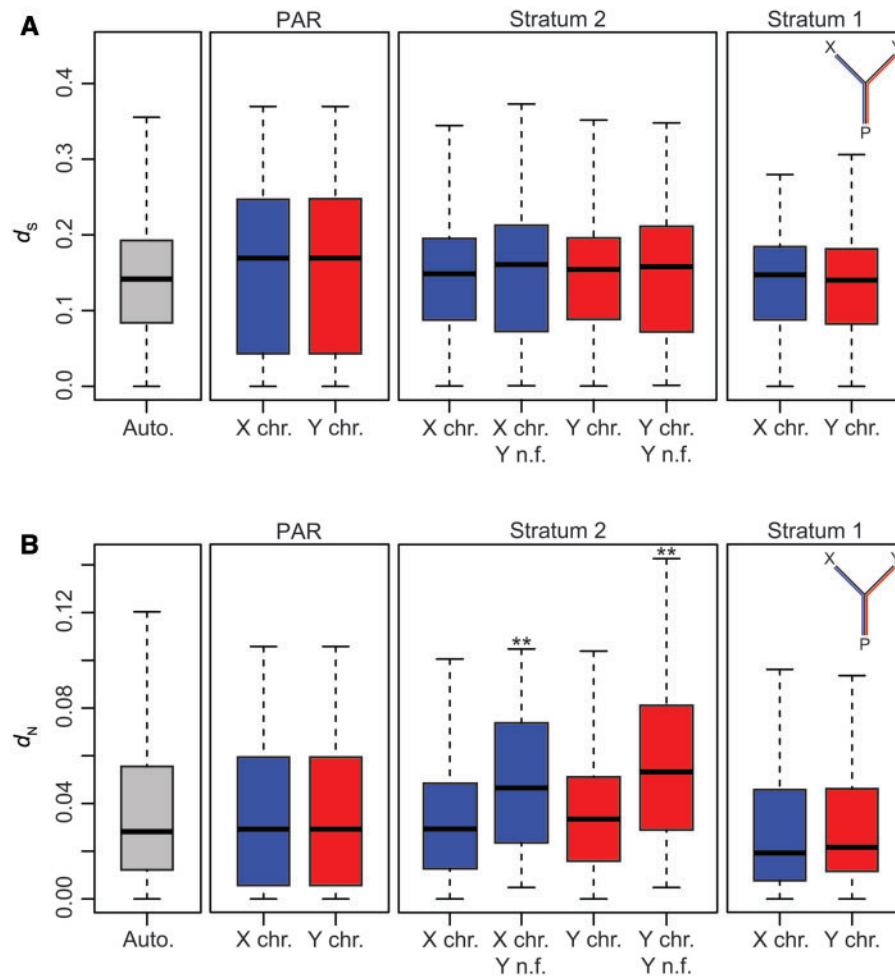 A
PAR
Stratum 2
Stratum 1
X
Y
P
dS
0.0
0.1
0.2
0.3
0.4
Auto.
X chr.
Y chr.
X chr.
X chr.
Y n.f.
Y chr.
Y chr.
Y n.f.
X chr.
Y chr.
B
PAR
Stratum 2
Stratum 1
X
Y
P
**
**
dN
0.00
0.04
0.08
0.12
Auto.
X chr.
Y chr.
X chr.
X chr.
Y n.f.
Y chr.
Y chr.
Y n.f.
X chr.
Y chr.